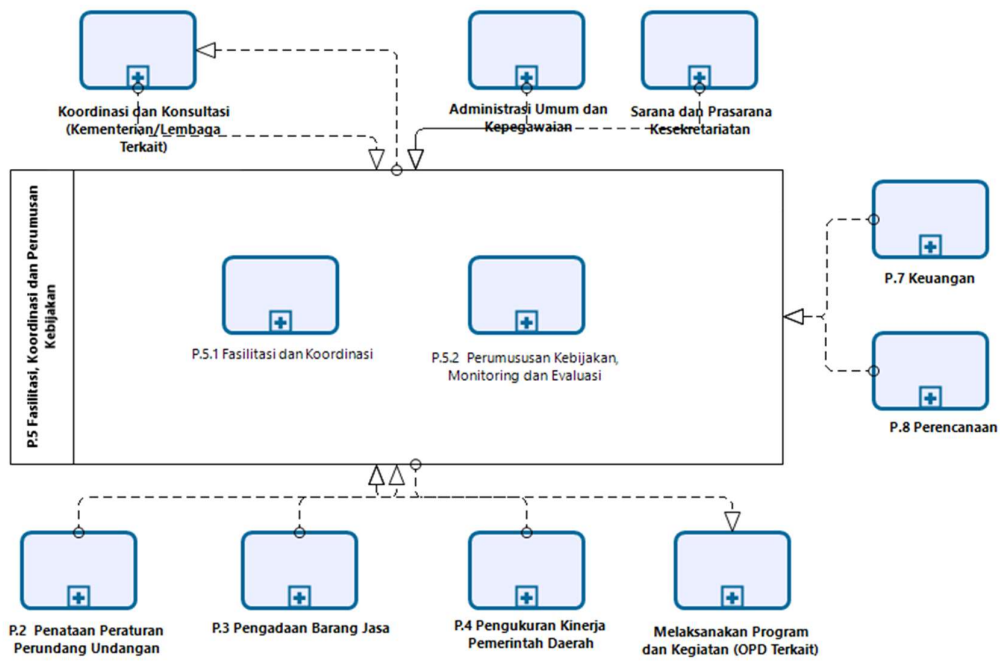 Koordinasi dan Konsultasi
(Kementerian/Lembaga
Terkait)
Administrasi Umum dan
Kepegawaian
Sarana dan Prasarana
Kesekretariatan
P.5 Fasilitasi, Koordinasi dan Perumusan
Kebijakan
P.5.1 Fasilitasi dan Koordinasi
P.5.2 Perumususan Kebijakan,
Monitoring dan Evaluasi
P.7 Keuangan
P.8 Perencanaan
P.2 Penataan Peraturan
Perundang Undangan
P.3 Pengadaan Barang Jasa
P.4 Pengukuran Kinerja
Pemerintah Daerah
Melaksanakan Program
dan Kegiatan (OPD Terkait)